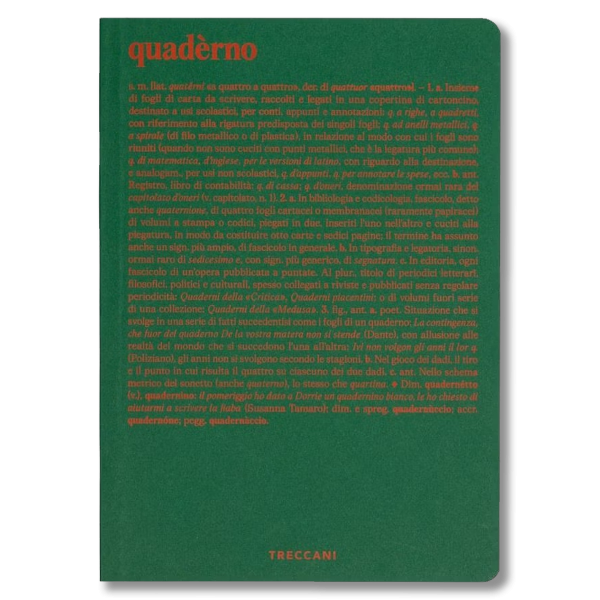 quadèrno
s. m. [lat. quatĕrni «a quattro a quattro», der. di quattuor «quattro»]. – 1. a. Insieme
di fogli di carta da scrivere, raccolti e legati in una copertina di cartoncino,
destinato a usi scolastici, per conti, appunti e annotazioni: q. a righe, a quadretti,
con riferimento alla rigatura predisposta dei singoli fogli; q. ad anelli metallici, q.
a spirale (di filo metallico o di plastica), in relazione al modo con cui i fogli sono
riuniti (quando non sono cuciti con punti metallici, che è la legatura più comune);
q. di matematica, d'inglese, per le versioni di latino, con riguardo alla destinazione,
e analogam., per usi non scolastici, q. d'appunti, q. per annotare le spese, ecc. b. ant.
Registro, libro di contabilità: q. di cassa; q. d'oneri, denominazione ormai rara del
capitolato d'oneri (v. capitolato, n. 1). 2. a. In bibliologia e codicologia, fascicolo, detto
anche quaternione, di quattro fogli cartacei o membranacei (raramente papiracei)
di volumi a stampa o codici, piegati in due, inseriti l'uno nell'altro e cuciti alla
piegatura, in modo da costituire otto carte e sedici pagine; il termine ha assunto
anche un sign. più ampio, di fascicolo in generale. b. In tipografia e legatoria, sinon.
ormai raro di sedicesimo e, con sign. più generico, di segnatura. c. In editoria, ogni
fascicolo di un'opera pubblicata a puntate. Al plur., titolo di periodici letterarî,
filosofici, politici e culturali, spesso collegati a riviste e pubblicati senza regolare
periodicità: Quaderni della «Critica», Quaderni piacentini; o di volumi fuori serie
di una collezione: Quaderni della «Medusa». 3. fig., ant. a. poet. Situazione che si
svolge in una serie di fatti succedentisi come i fogli di un quaderno: La contingenza,
che fuor del quaderno De la vostra matera non si stende (Dante), con allusione alle
realtà del mondo che si succedono l'una all'altra; Ivi non volgon gli anni il lor q.
(Poliziano), gli anni non si svolgono secondo le stagioni. b. Nel gioco dei dadi, il tiro
e il punto in cui risulta il quattro su ciascuno dei due dadi. c. ant. Nello schema
metrico del sonetto (anche quaterno), lo stesso che quartina. ♦ Dim. quadernétto
(v.), quadernino: il pomeriggio ho dato a Dorrie un quadernino bianco, le ho chiesto di
aiutarmi a scrivere la fiaba (Susanna Tamaro); dim. e spreg. quadernùccio; accr.
quadernóne; pegg. quadernàccio.
TRECCANI